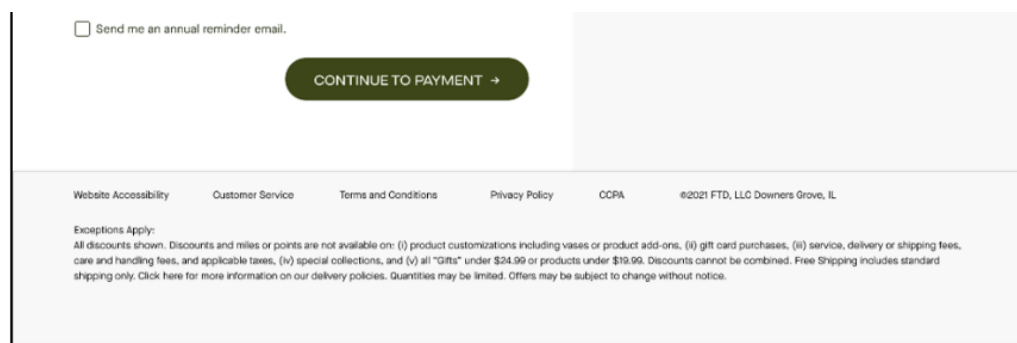 Send me an annual reminder email.
CONTINUE TO PAYMENT →
Website Accessibility Customer Service Terms and Conditions Privacy Policy CCPA ©2021 FTD, LLC Downers Grove, IL
Exceptions Apply:
All discounts shown. Discounts and miles or points are not available on: (i) product customizations including vases or product add-ons, (ii) gift card purchases, (iii) service, delivery or shipping fees,
care and handling fees, and applicable taxes, (iv) special collections, and (v) all "Gifts" under $24.99 or products under $19.99. Discounts cannot be combined. Free Shipping includes standard
shipping only. Click here for more information on our delivery policies. Quantities may be limited. Offers may be subject to change without notice.